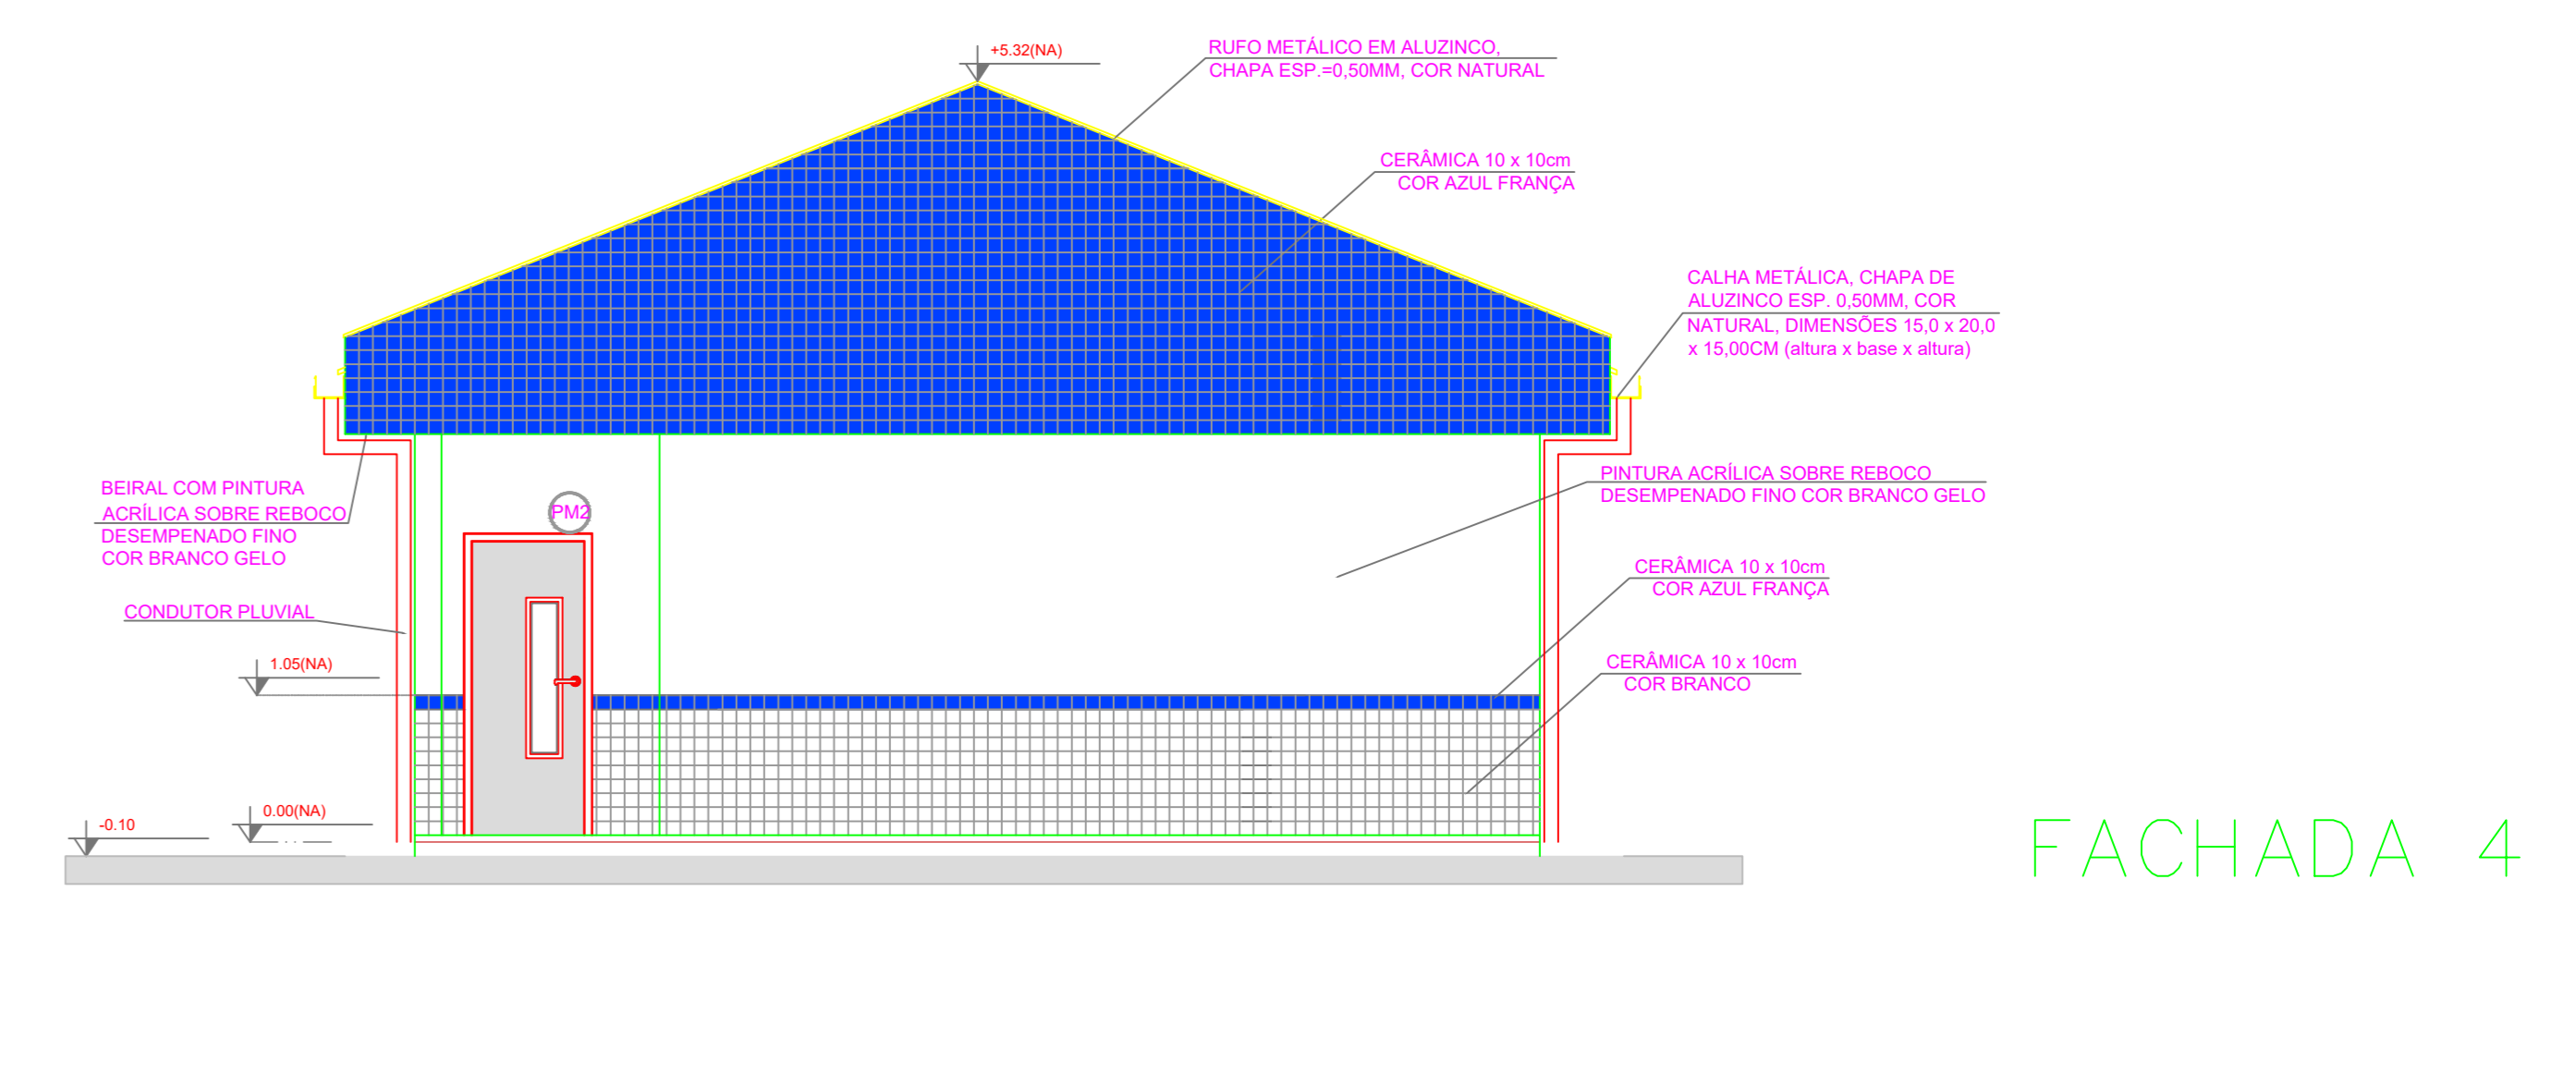 +5.32(NA)
RUFO METÁLICO EM ALUZINCO,
CHAPA ESP.=0,50MM, COR NATURAL
CERÂMICA 10 x 10cm
COR AZUL FRANÇA
CALHA METÁLICA, CHAPA DE
ALUZINCO ESP. 0,50MM, COR
NATURAL, DIMENSÕES 15,0 x 20,0
x 15,00CM (altura x base x altura)
BEIRAL COM PINTURA
ACRÍLICA SOBRE REBOCO
DESEMPENADO FINO
COR BRANCO GELO
PM2
PINTURA ACRÍLICA SOBRE REBOCO
DESEMPENADO FINO COR BRANCO GELO
CERÂMICA 10 x 10cm
COR AZUL FRANÇA
CONDUTOR PLUVIAL
1.05(NA)
CERÂMICA 10 x 10cm
COR BRANCO
0.00(NA)
-0.10
FACHADA 4